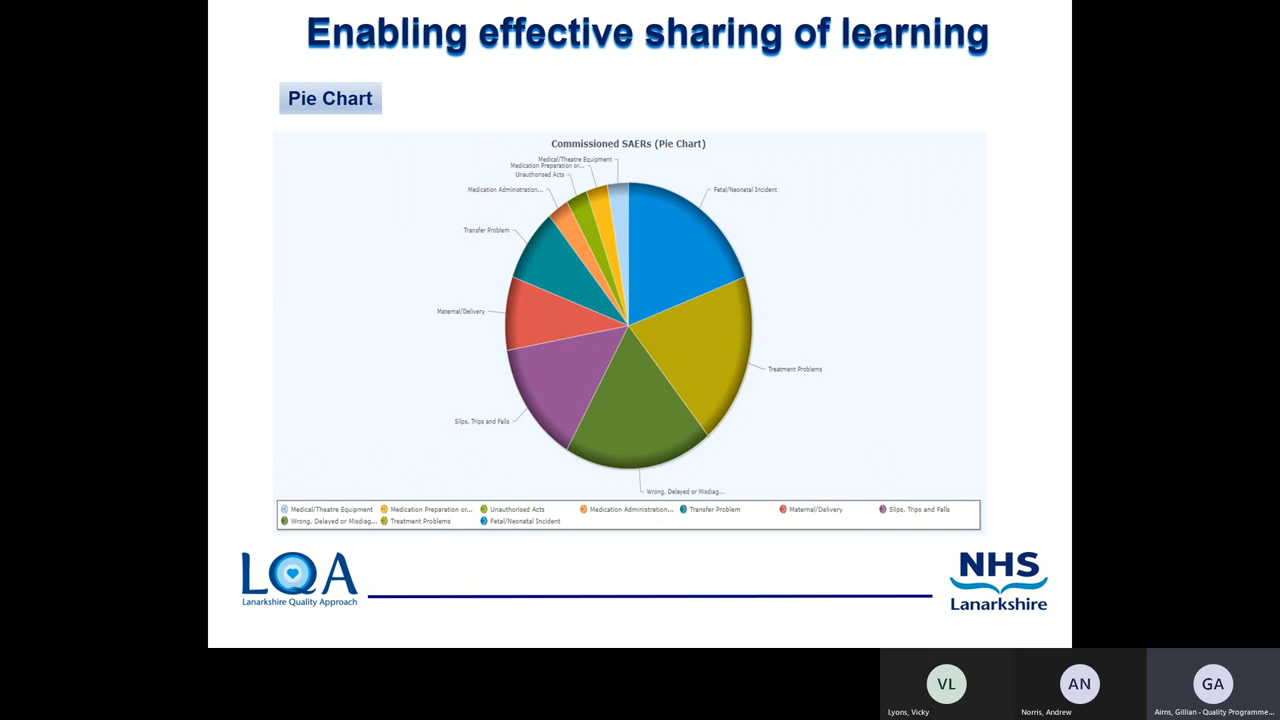 Enabling effective sharing of learning
Pie Chart
Commissioned SAERs (Pie Chart)
Medical/Theatre Equipment
Medication Preparation or...
Unauthorised Acts
Medication Administration...
Fetal/Neonatal Incident
Transfer Problem
Maternal/Delivery
Treatment Problems
Slips, Trips and Falls
Wrong, Delayed or Misdiag...
Medical/Theatre Equipment Medication Preparation or... Unauthorised Acts Medication Administration... Transfer Problem Maternal/Delivery Slips, Trips and Falls
Wrong, Delayed or Misdiag... Treatment Problems Fetal/Neonatal Incident
LQA
Lanarkshire Quality Approach
NHS
Lanarkshire
VL AN GA
Lyons, Vicky Norris, Andrew Airns, Gillian - Quality Programme...